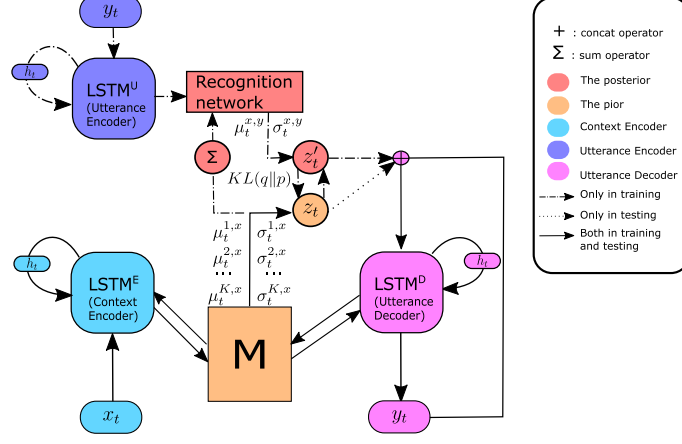 y_t
h_t
LSTM^U
(Utterance
Encoder)
Recognition
network
μ_t^{x,y} σ_t^{x,y}
Σ
z'_t
+
KL(q||p)
z_t
μ_t^{1,x} σ_t^{1,x}
μ_t^{2,x} σ_t^{2,x}
μ_t^{K,x} σ_t^{K,x}
h_t
LSTM^E
(Context
Encoder)
M
LSTM^D
(Utterance
Decoder)
h_t
x_t
y_t
+ : concat operator
Σ : sum operator
The posterior
The pior
Context Encoder
Utterance Encoder
Utterance Decoder
Only in training
Only in testing
Both in training
and testing